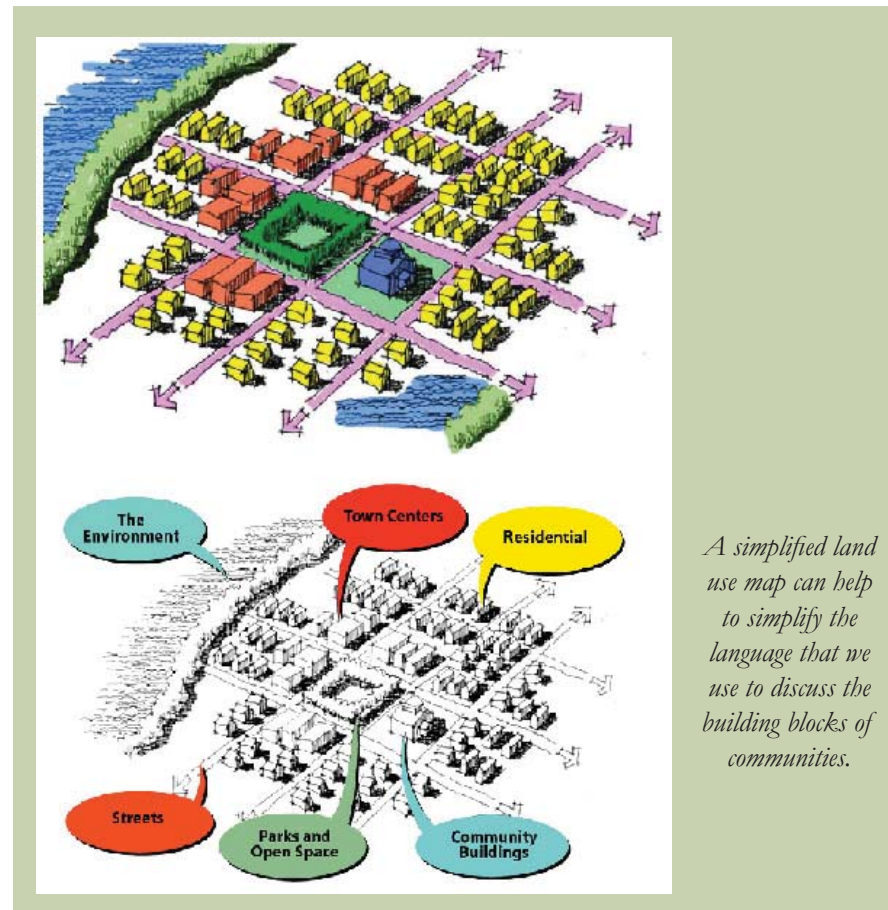 The
Environment
Town Centers
Residential
Streets
Parks and
Open Space
Community
Buildings
A simplified land
use map can help
to simplify the
language that we
use to discuss the
building blocks of
communities.